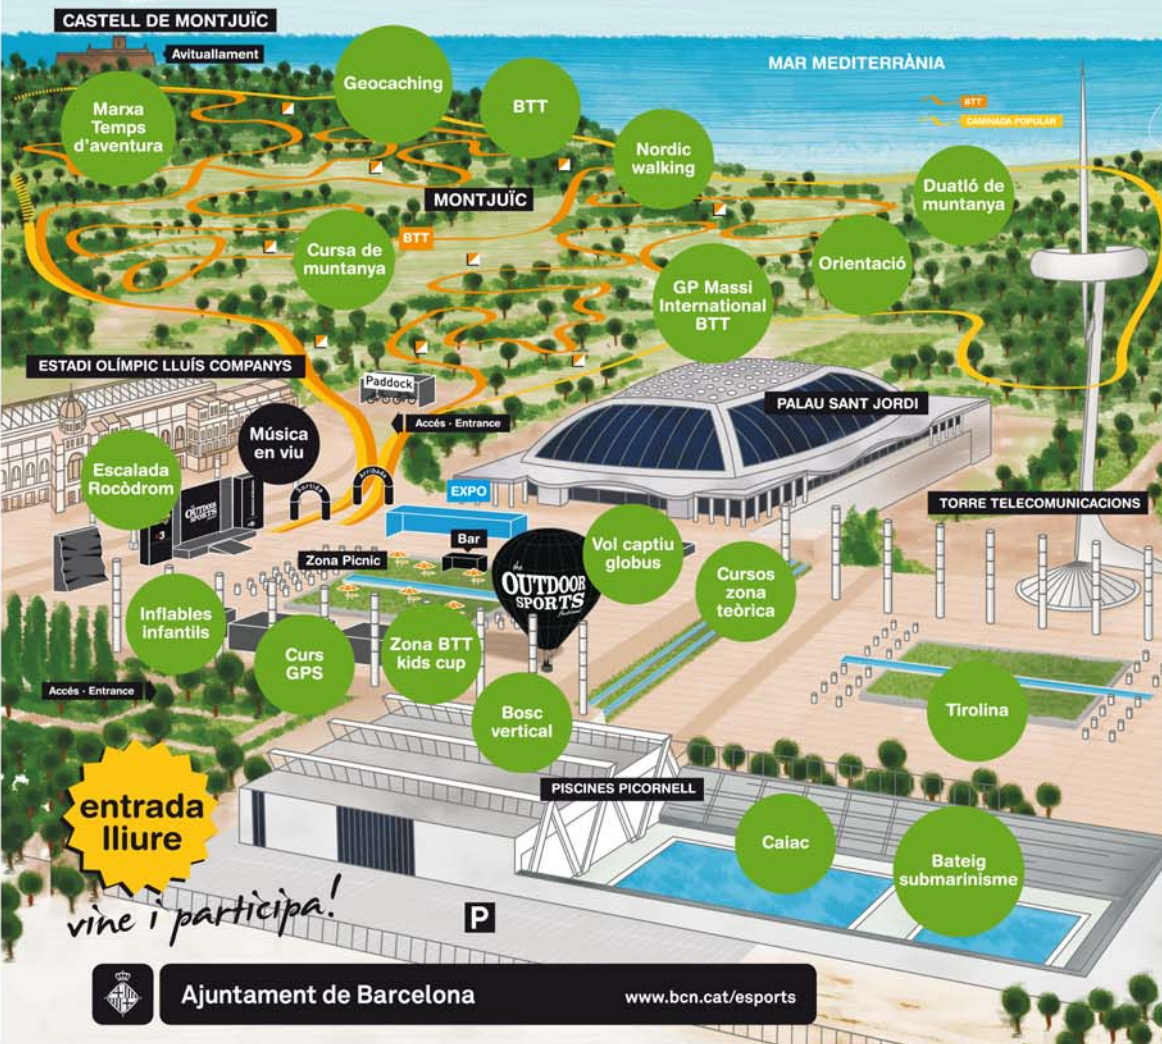 CASTELL DE MONTJUÏC
Avituallament
MAR MEDITERRÀNIA
BTT
CAMINADA POPULAR
Geocaching
BTT
Marxa
Temps
d'aventura
Nordic
walking
Duatló de
muntanya
MONTJUÏC
BTT
Cursa de
muntanya
Orientació
GP Massi
International
BTT
ESTADI OLÍMPIC LLUÍS COMPANYS
Paddock
Accés - Entrance
PALAU SANT JORDI
Música
en viu
Escalada
Rocòdrom
Sortida
Arribada
EXPO
TORRE TELECOMUNICACIONS
OUTDOOR
SPORTS
Bar
Zona Picnic
Vol captiu
globus
the
OUTDOOR
SPORTS
festival
Cursos
zona
teòrica
Inflables
infantils
Curs
GPS
Zona BTT
kids cup
Accés - Entrance
Bosc
vertical
Tirolina
PISCINES PICORNELL
entrada
lliure
vine i participa!
Caiac
Bateig
submarinisme
P
Ajuntament de Barcelona
www.bcn.cat/esports